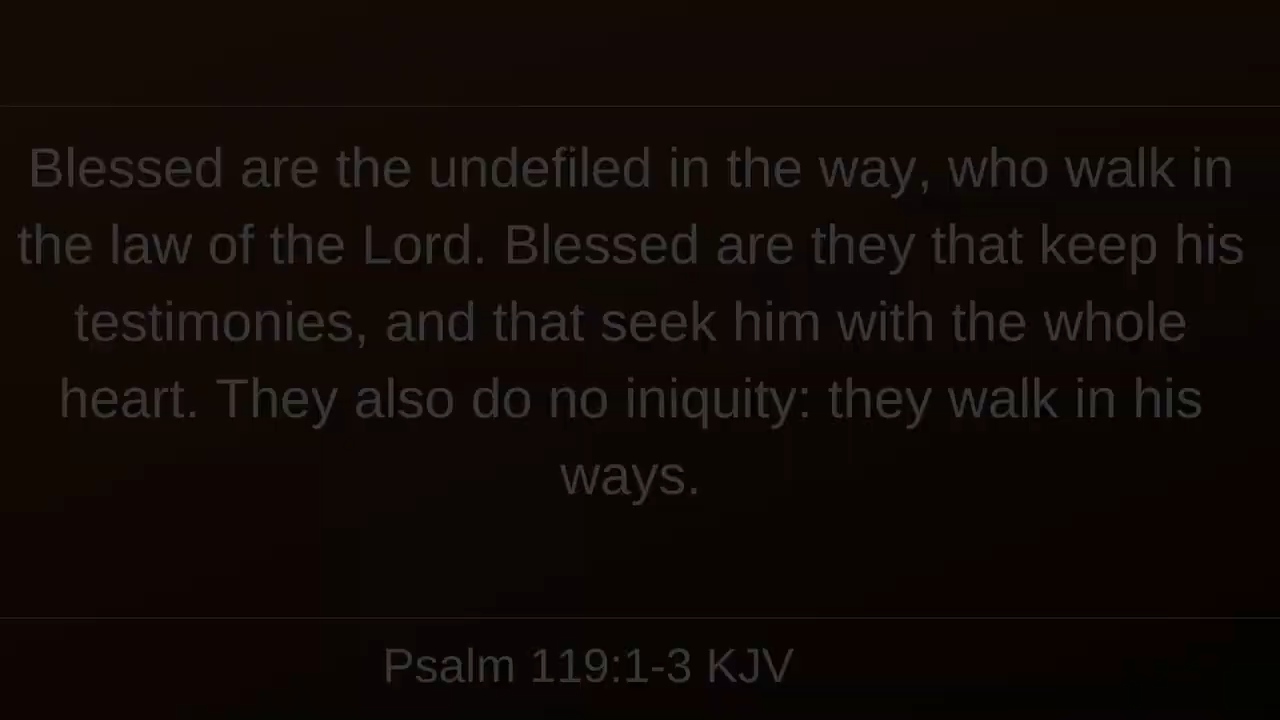 Blessed are the undefiled in the way, who walk in
the law of the Lord. Blessed are they that keep his
testimonies, and that seek him with the whole
heart. They also do no iniquity: they walk in his
ways.
Psalm 119:1-3 KJV